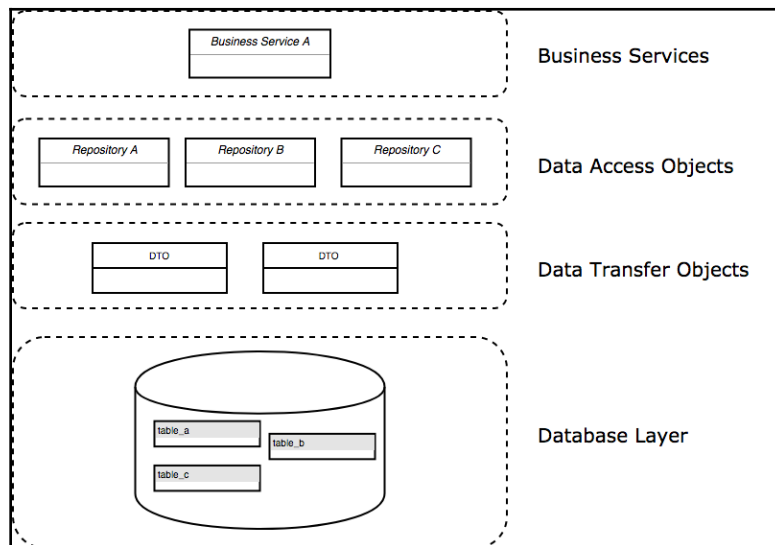 Business Service A
Business Services
Repository A
Repository B
Repository C
Data Access Objects
DTO
DTO
Data Transfer Objects
table_a
table_b
table_c
Database Layer